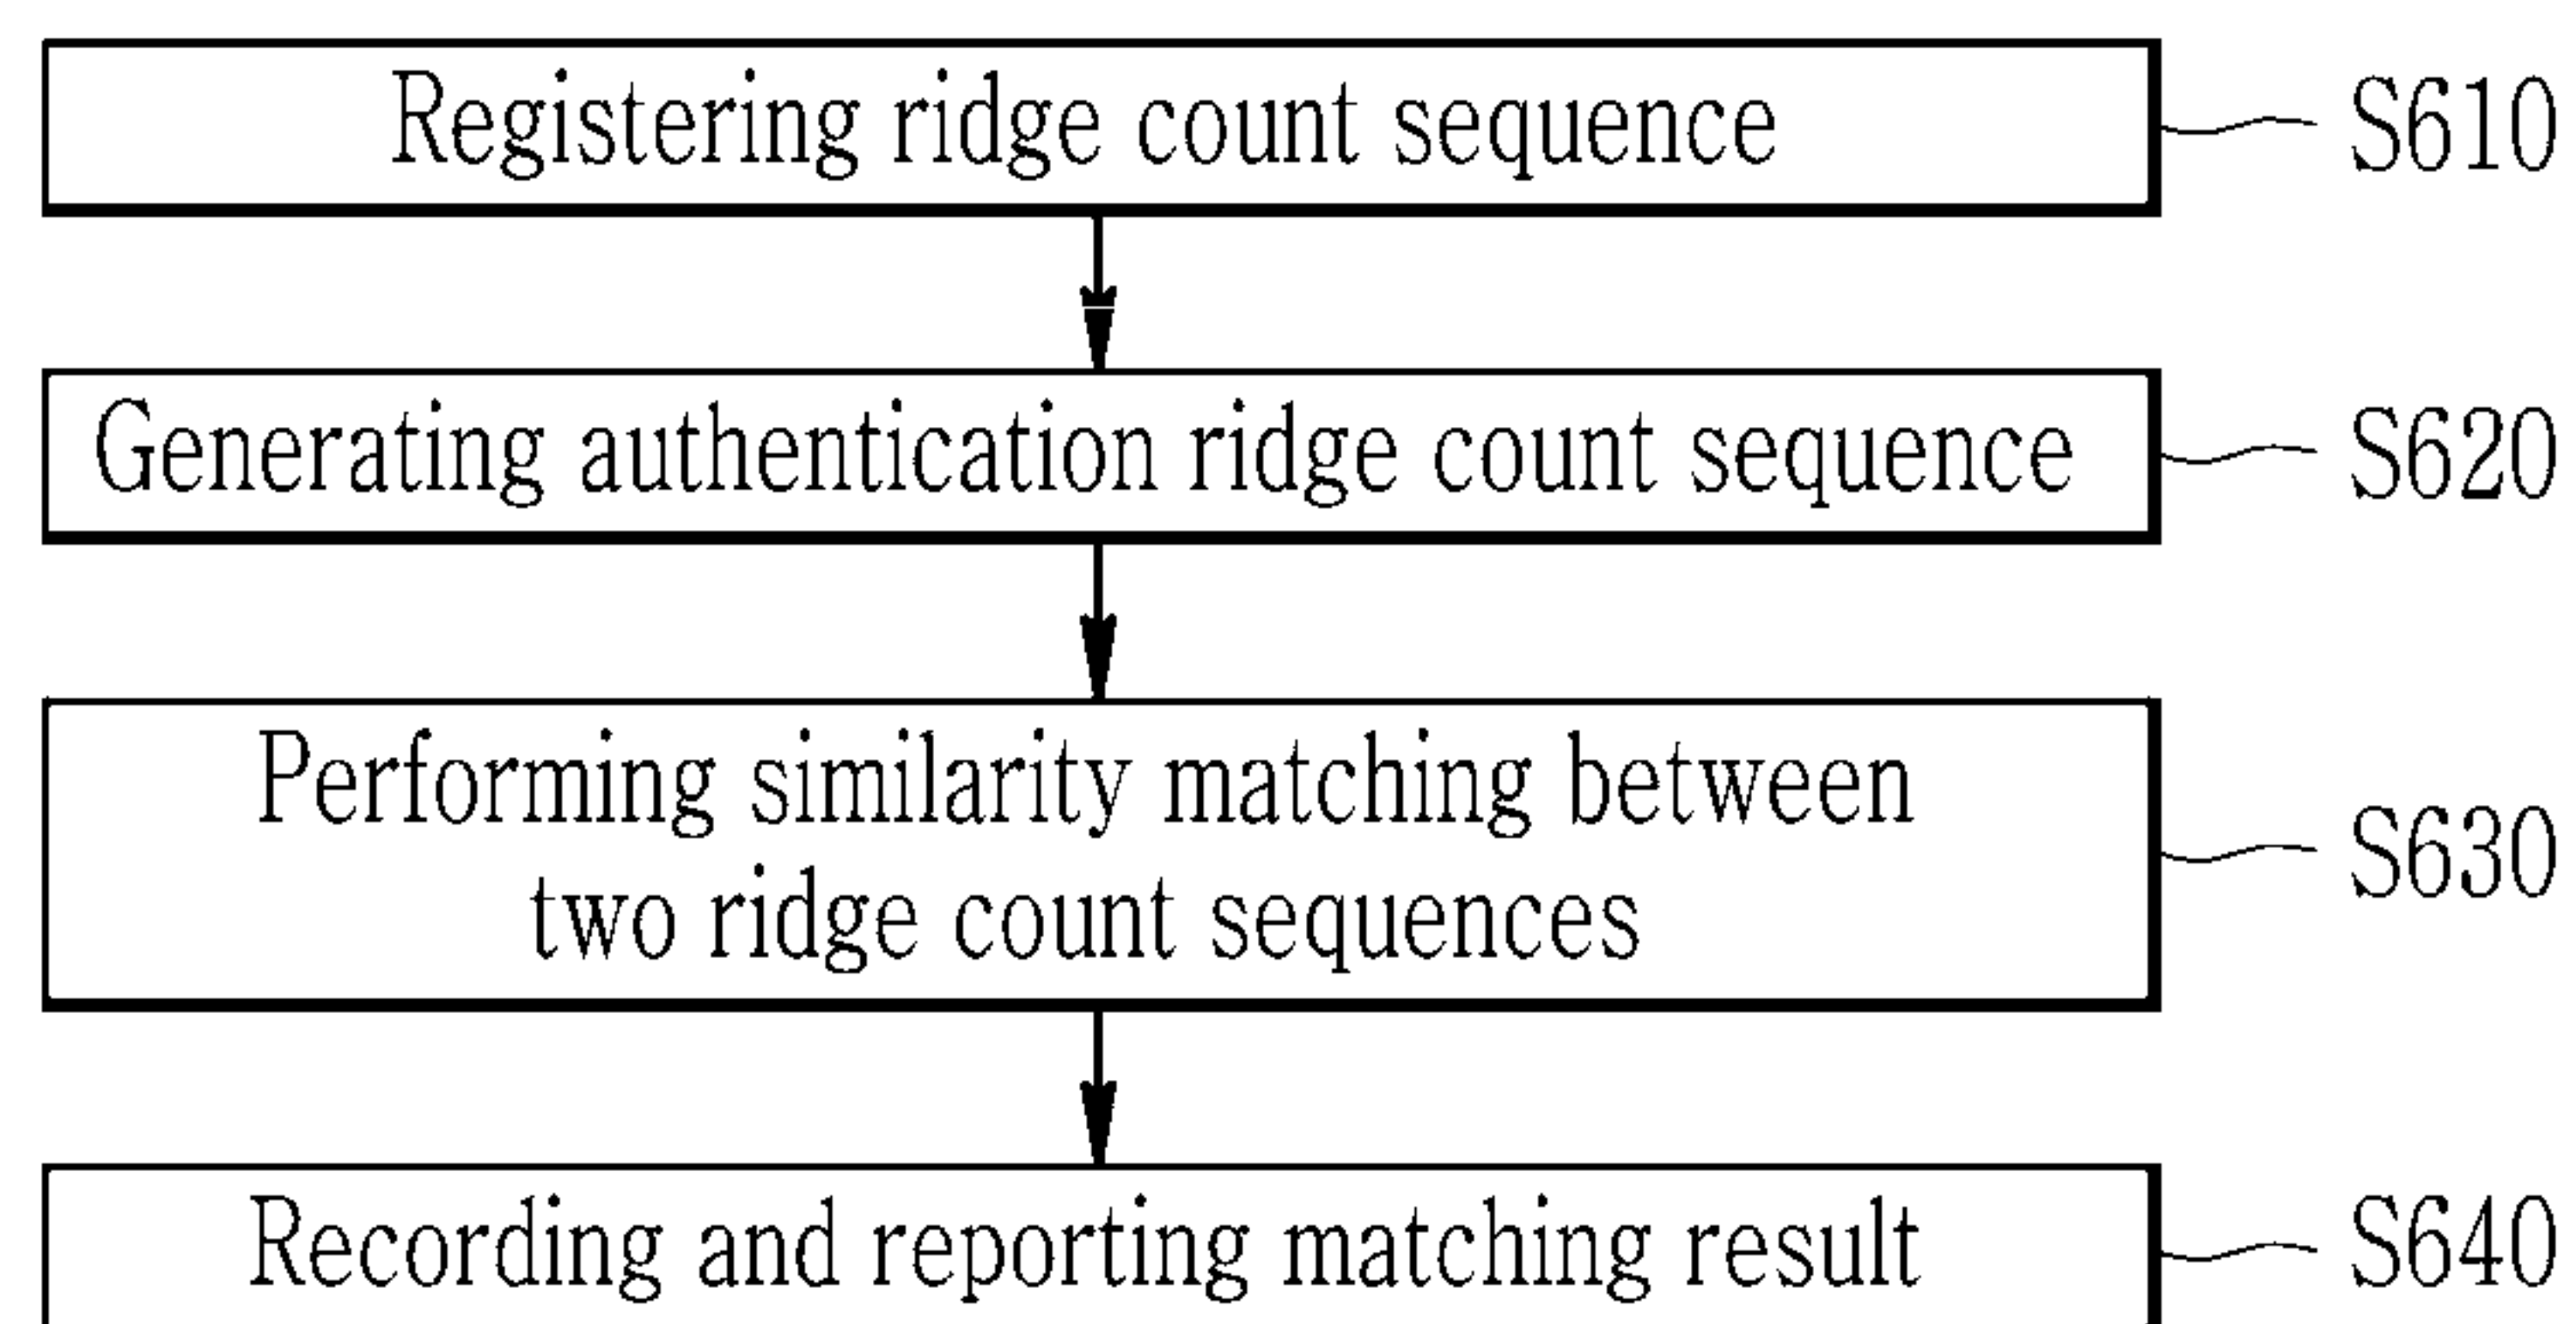 Registering ridge count sequence
S610
Generating authentication ridge count sequence
S620
Performing similarity matching between
two ridge count sequences
S630
Recording and reporting matching result
S640